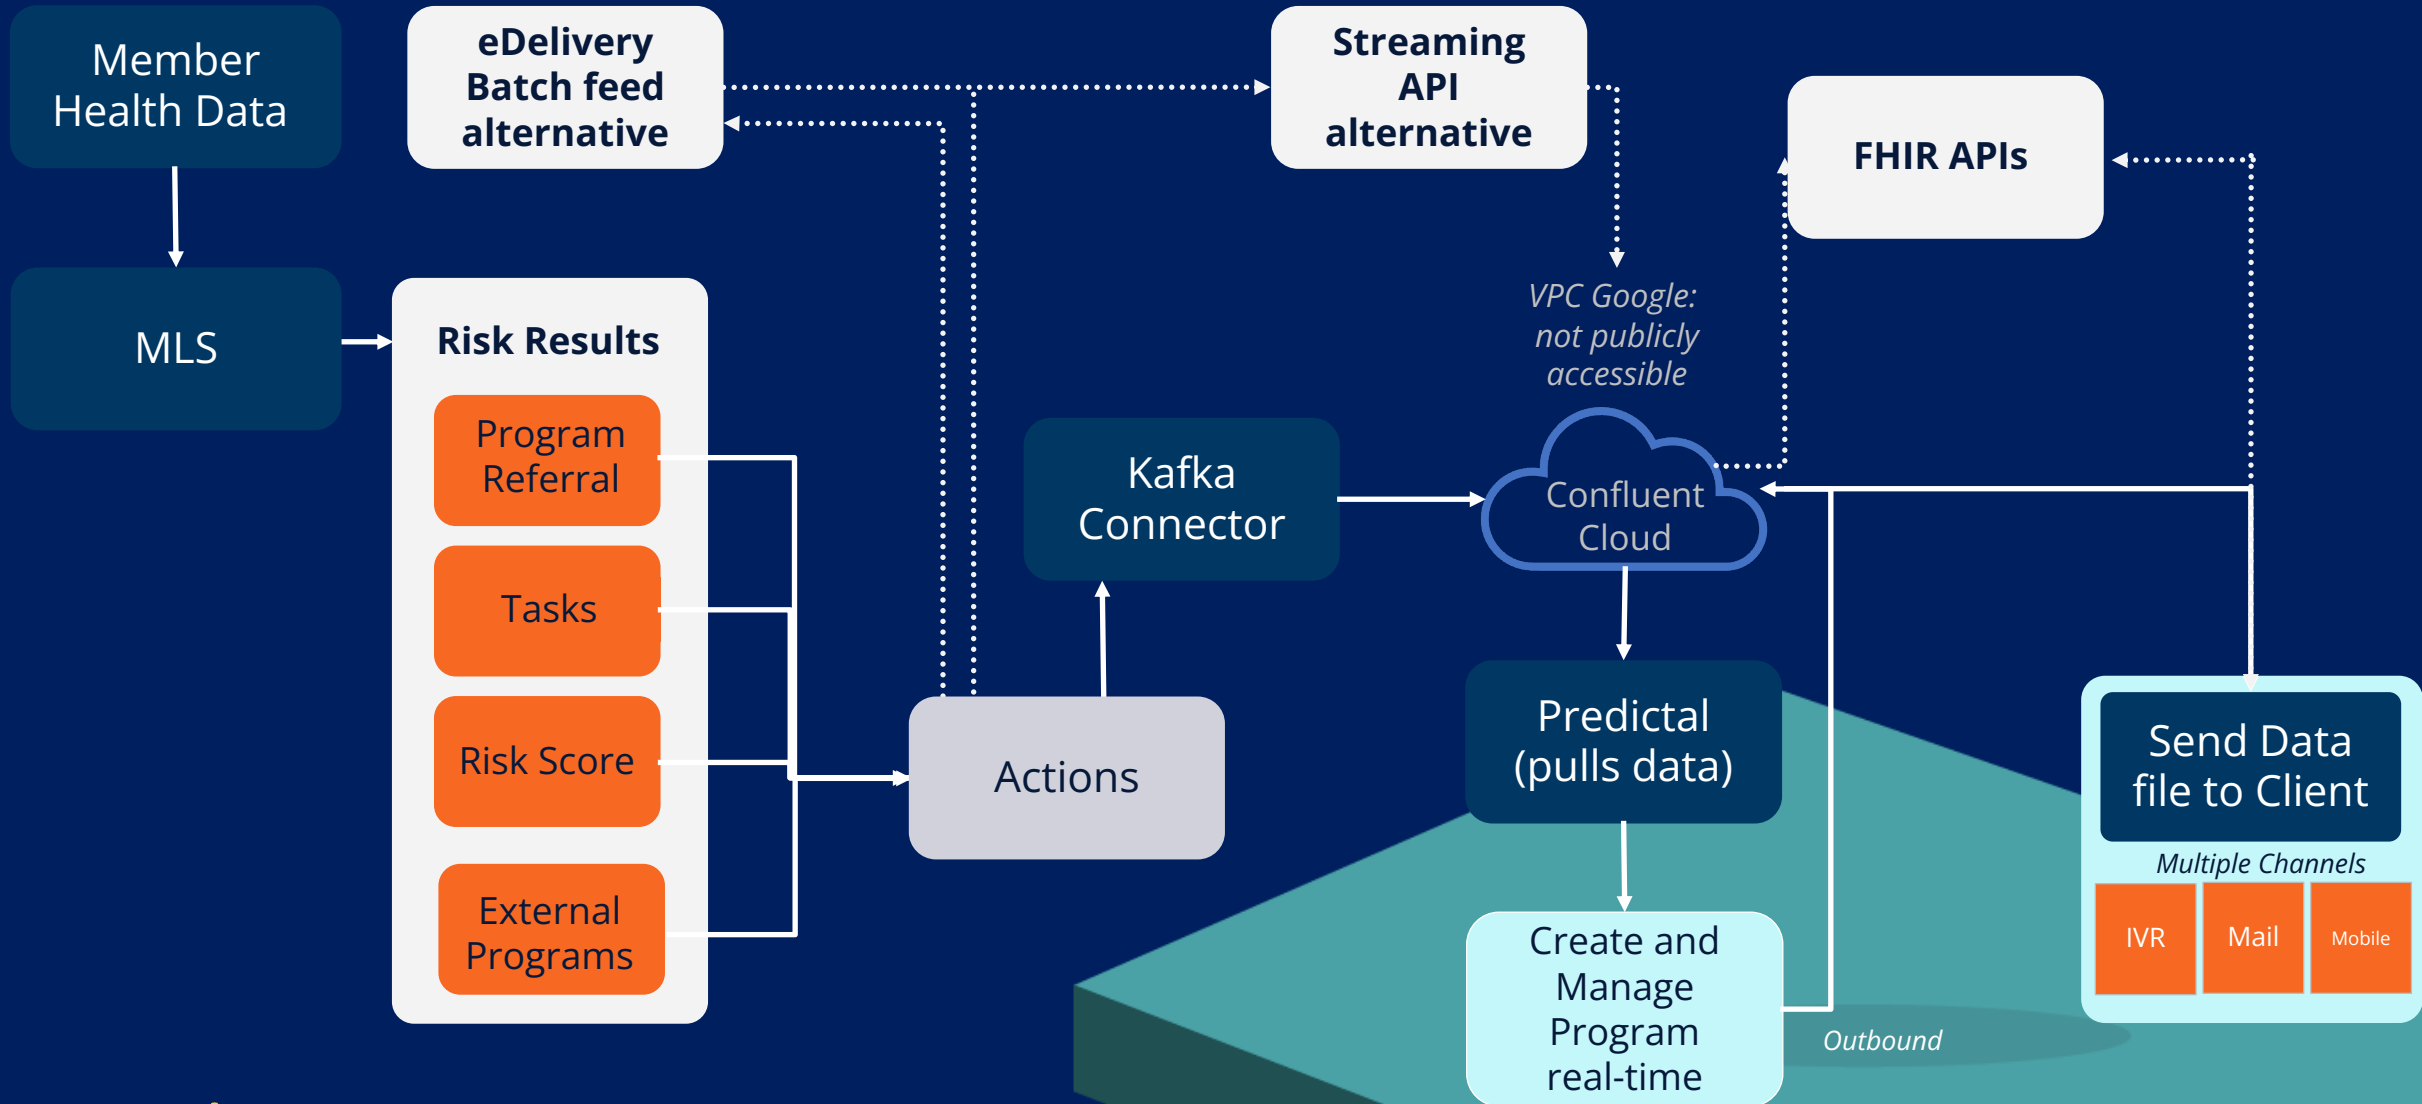 Member
Health Data
eDelivery
Batch feed
alternative
Streaming
API
alternative
FHIR APIs
MLS
Risk Results
Program
Referral
Tasks
Risk Score
External
Programs
Actions
Kafka
Connector
VPC Google:
not publicly
accessible
Confluent
Cloud
Predictal
(pulls data)
Create and
Manage
Program
real-time
Outbound
Send Data
file to Client
Multiple Channels
IVR
Mail
Mobile